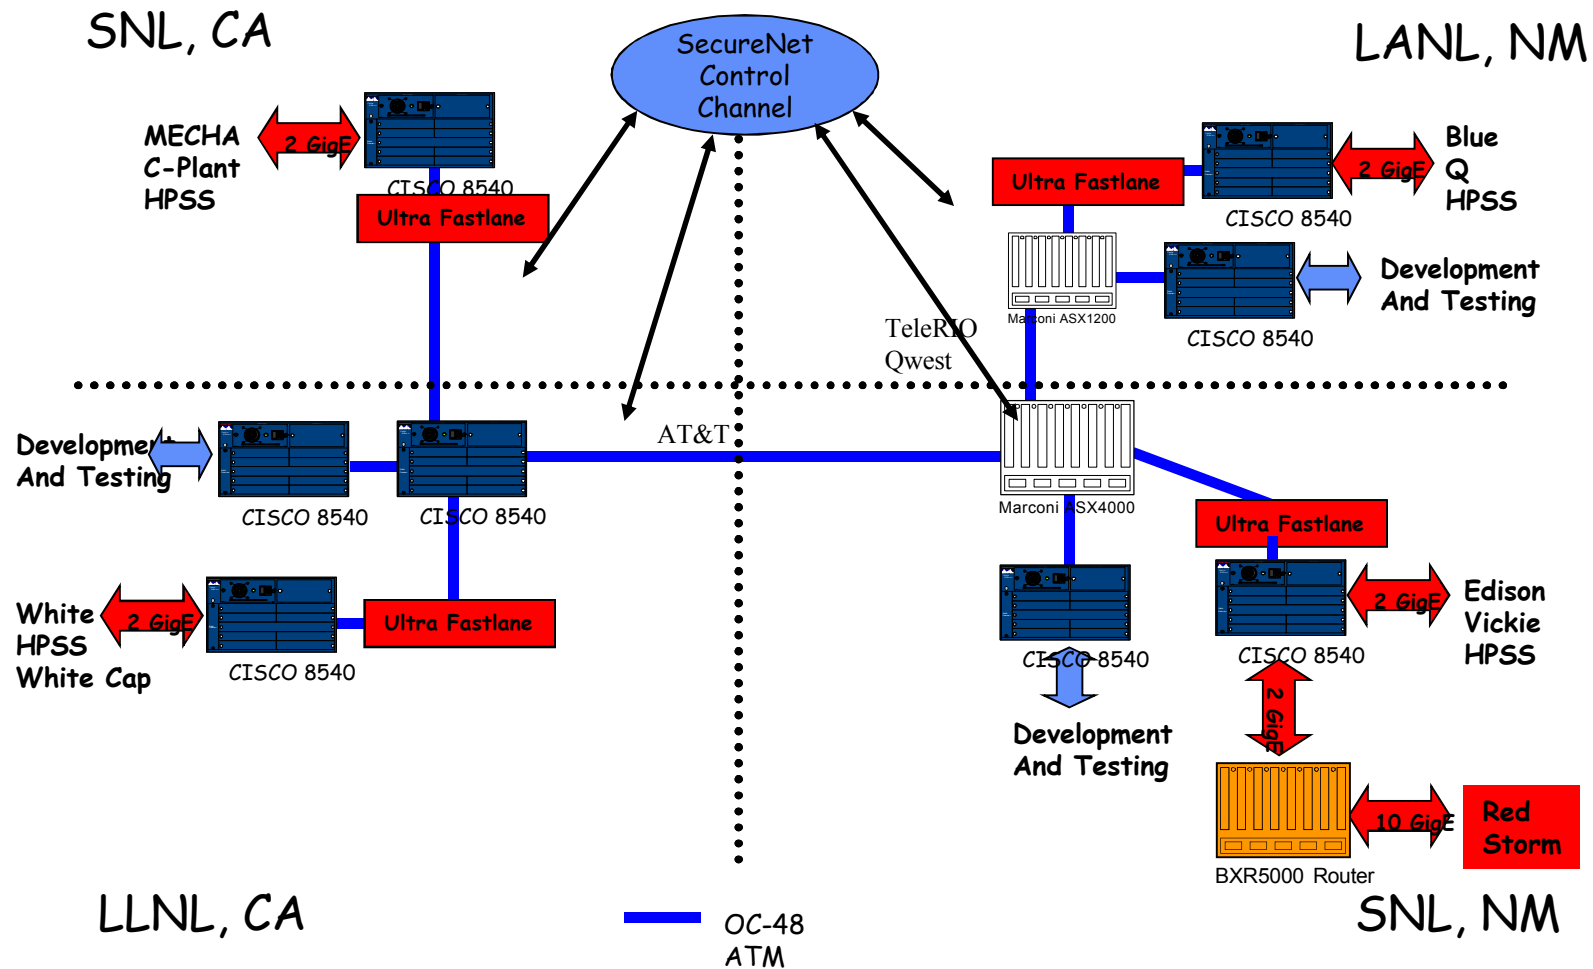 SNL, CA
SecureNet
Control
Channel
LANL, NM
MECHA
C-Plant
HPSS
2 GigE
CISCO 8540
Ultra Fastlane
Ultra Fastlane
CISCO 8540
2 GigE
Blue
Q
HPSS
Marconi ASX1200
CISCO 8540
Development
And Testing
TeleRIO
Qwest
Development
And Testing
CISCO 8540
CISCO 8540
AT&T
Marconi ASX4000
Ultra Fastlane
White
HPSS
White Cap
2 GigE
CISCO 8540
Ultra Fastlane
CISCO 8540
Development
And Testing
CISCO 8540
2 GigE
Edison
Vickie
HPSS
2 GigE
BXR5000 Router
10 GigE
Red
Storm
LLNL, CA
OC-48
ATM
SNL, NM